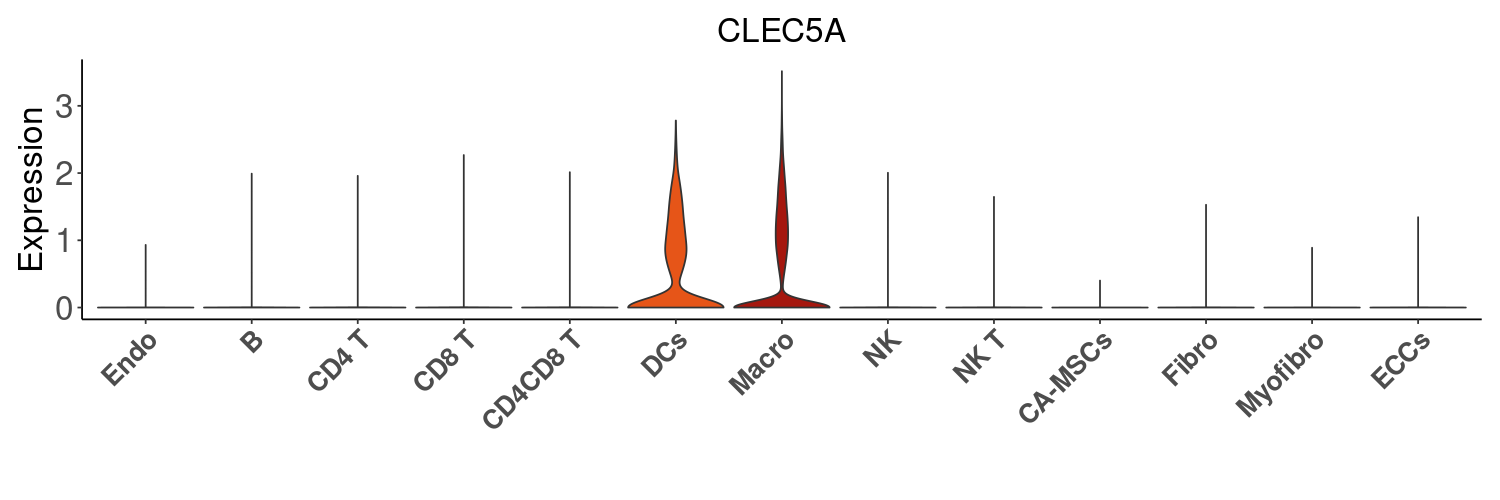 CLEC5A
Expression
3
2
1
0
Endo
B
CD4 T
CD8 T
CD4CD8 T
DCs
Macro
NK
NK T
CA-MSCs
Fibro
Myofibro
ECCs